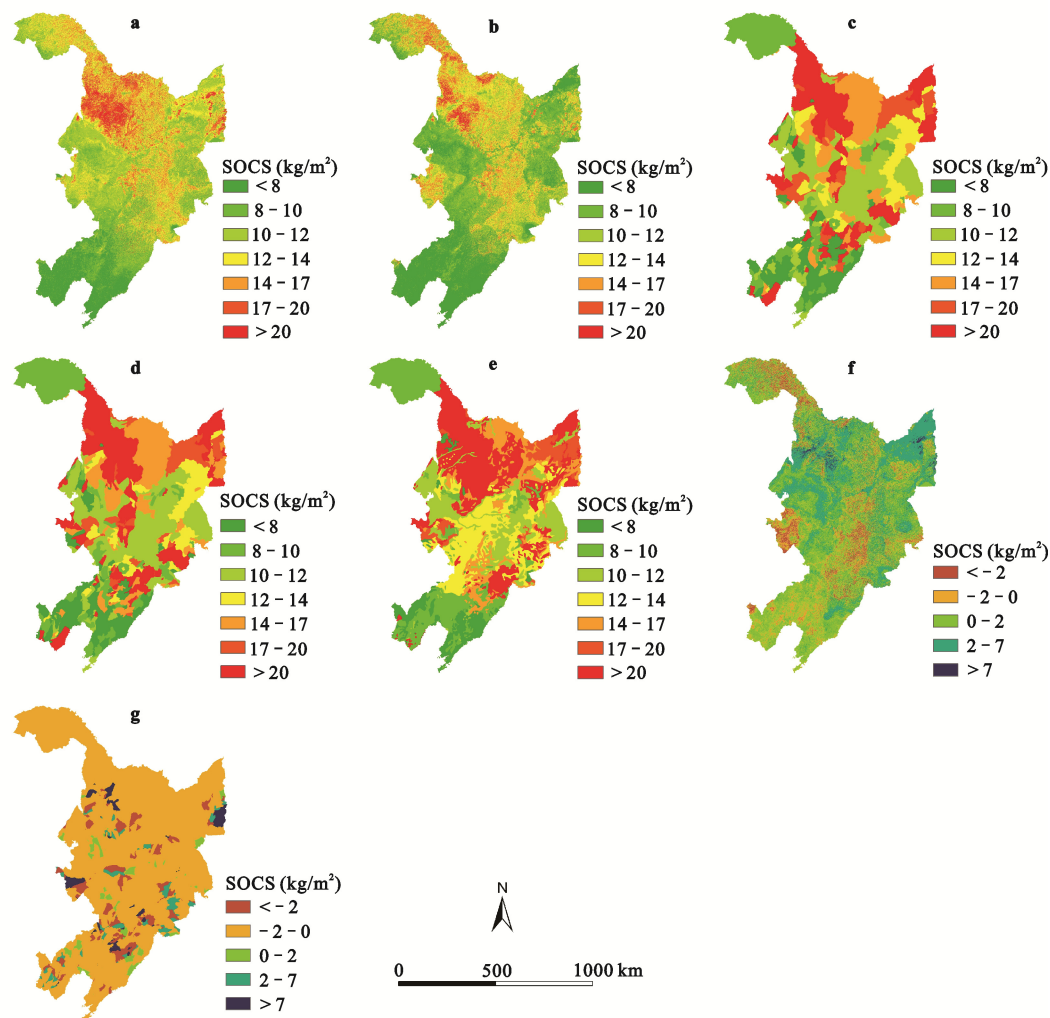 a
SOCS (kg/m²)
< 8
8 – 10
10 – 12
12 – 14
14 – 17
17 – 20
> 20
b
SOCS (kg/m²)
< 8
8 – 10
10 – 12
12 – 14
14 – 17
17 – 20
> 20
c
SOCS (kg/m²)
< 8
8 – 10
10 – 12
12 – 14
14 – 17
17 – 20
> 20
d
SOCS (kg/m²)
< 8
8 – 10
10 – 12
12 – 14
14 – 17
17 – 20
> 20
e
SOCS (kg/m²)
< 8
8 – 10
10 – 12
12 – 14
14 – 17
17 – 20
> 20
f
SOCS (kg/m²)
< – 2
– 2 – 0
0 – 2
2 – 7
> 7
g
SOCS (kg/m²)
< – 2
– 2 – 0
0 – 2
2 – 7
> 7
N
0 500 1000 km